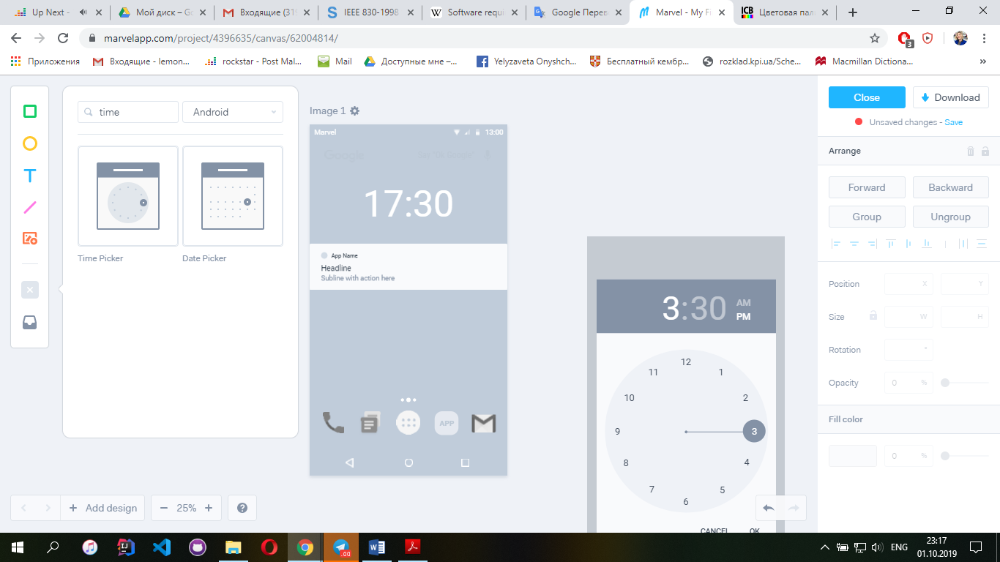 Up Next -
Мой диск – Go
Входящие (315
IEEE 830-1998
Software requi
Google Перев
Marvel - My Fi
Цветовая пал
marvelapp.com/project/4396635/canvas/62004814/
3
Приложения
Входящие - lemon...
rockstar - Post Mal...
Mail
Доступные мне –...
Yelyzaveta Onyshch...
Бесплатный кембр...
rozklad.kpi.ua/Sche...
Macmillan Dictiona...
»
time
Android
Time Picker
Date Picker
Image 1
Marvel
13:00
Google
17:30
App Name
Headline
Subline with action here
APP
3:30
AM
PM
12
11
1
10
2
9
3
8
4
7
5
6
CANCEL
OK
Close
Download
Unsaved changes - Save
Arrange
Forward
Backward
Group
Ungroup
Position
X
Y
Size
W
H
Rotation
°
Opacity
0
%
Fill color
0
%
Add design
25%
ENG
23:17
01.10.2019